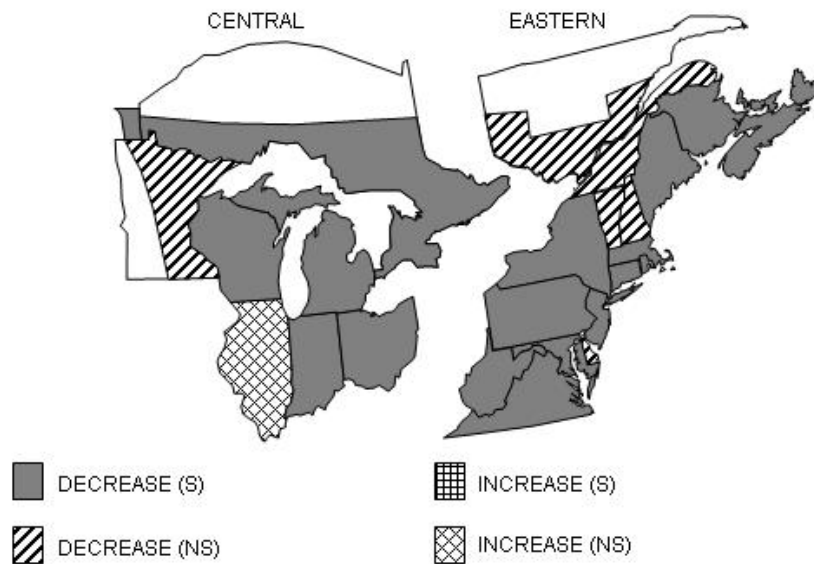 CENTRAL EASTERN
DECREASE (S) INCREASE (S)
DECREASE (NS) INCREASE (NS)